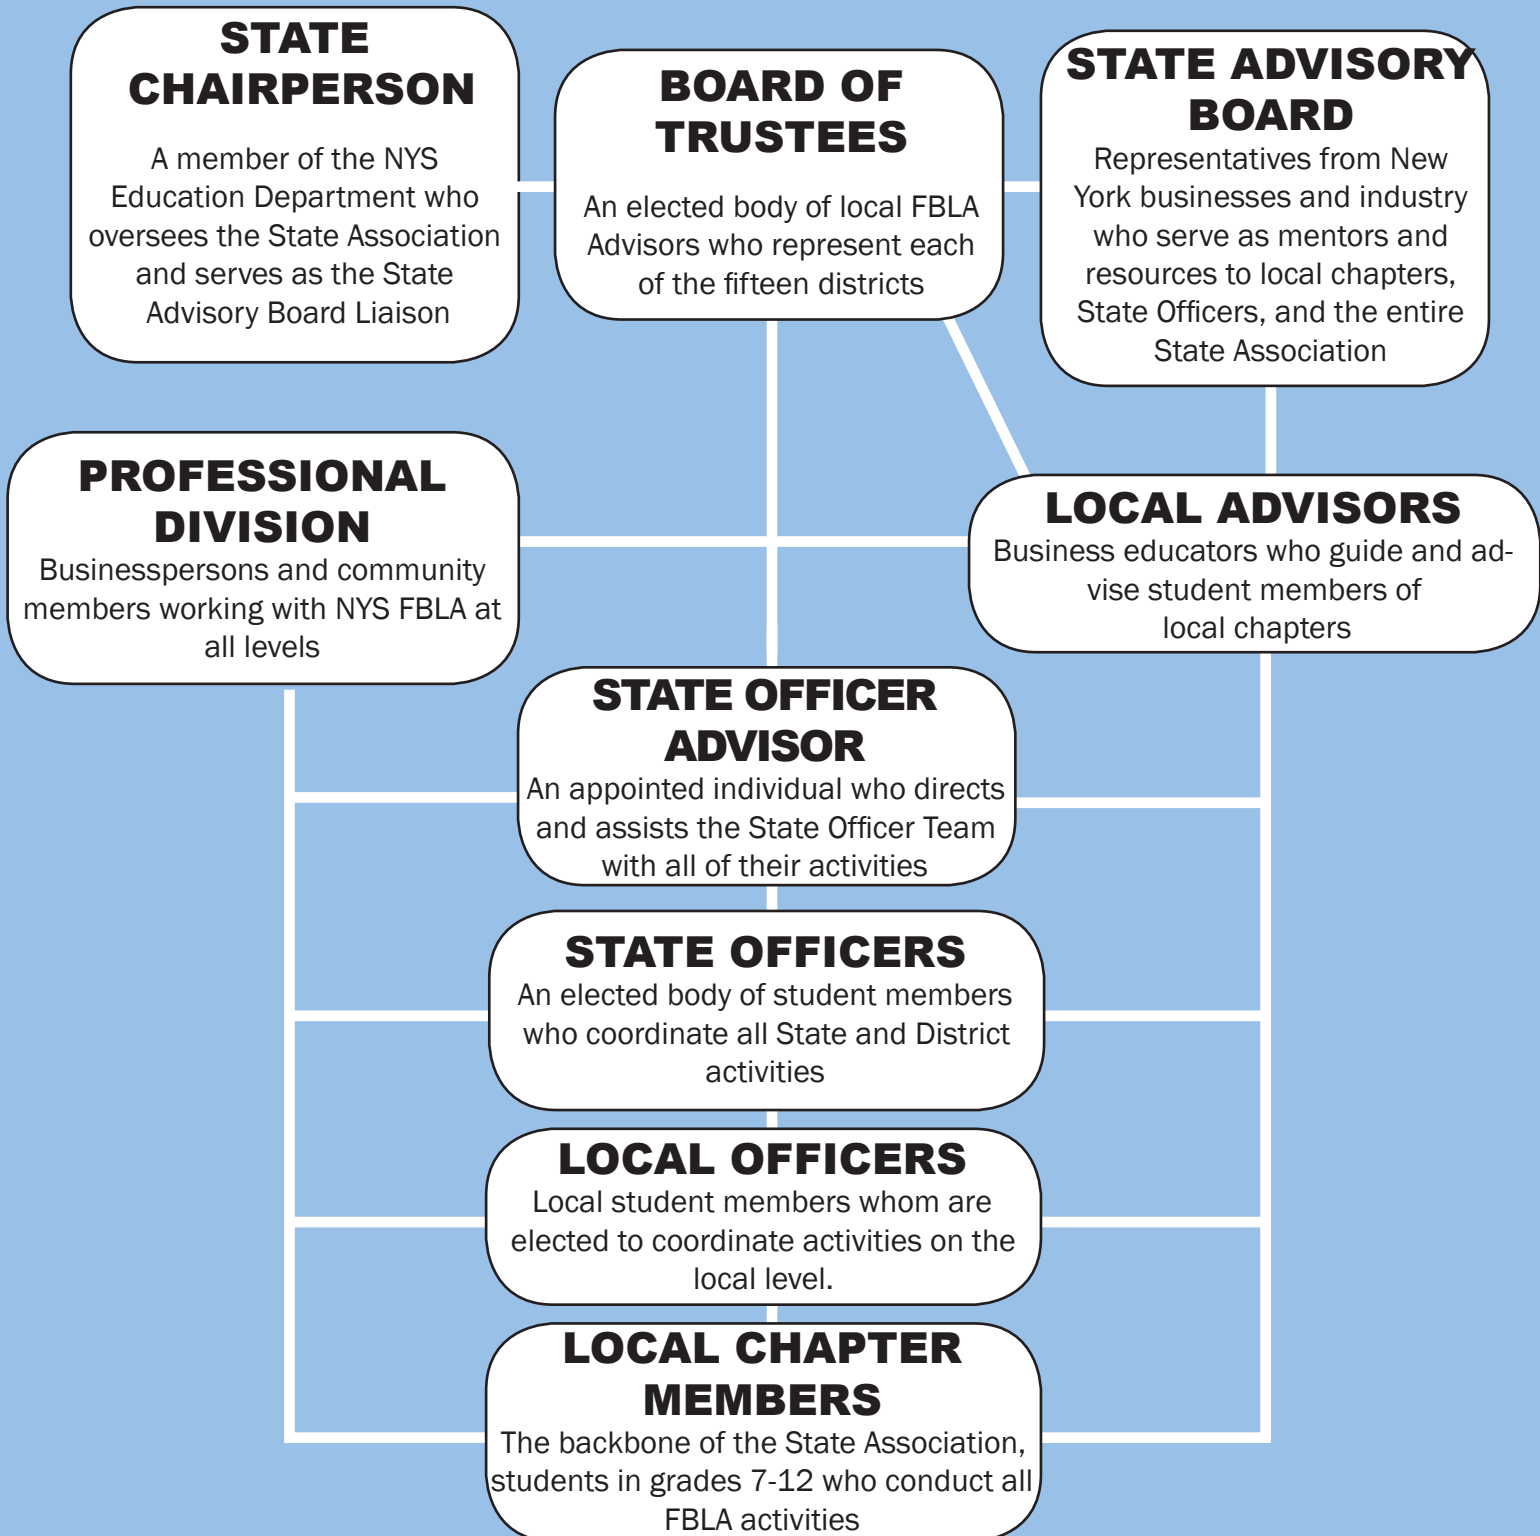 STATE
CHAIRPERSON
A member of the NYS
Education Department who
oversees the State Association
and serves as the State
Advisory Board Liaison
BOARD OF
TRUSTEES
An elected body of local FBLA
Advisors who represent each
of the fifteen districts
STATE ADVISORY
BOARD
Representatives from New
York businesses and industry
who serve as mentors and
resources to local chapters,
State Officers, and the entire
State Association
PROFESSIONAL
DIVISION
Businesspersons and community
members working with NYS FBLA at
all levels
LOCAL ADVISORS
Business educators who guide and ad-
vise student members of
local chapters
STATE OFFICER
ADVISOR
An appointed individual who directs
and assists the State Officer Team
with all of their activities
STATE OFFICERS
An elected body of student members
who coordinate all State and District
activities
LOCAL OFFICERS
Local student members whom are
elected to coordinate activities on the
local level.
LOCAL CHAPTER
MEMBERS
The backbone of the State Association,
students in grades 7-12 who conduct all
FBLA activities